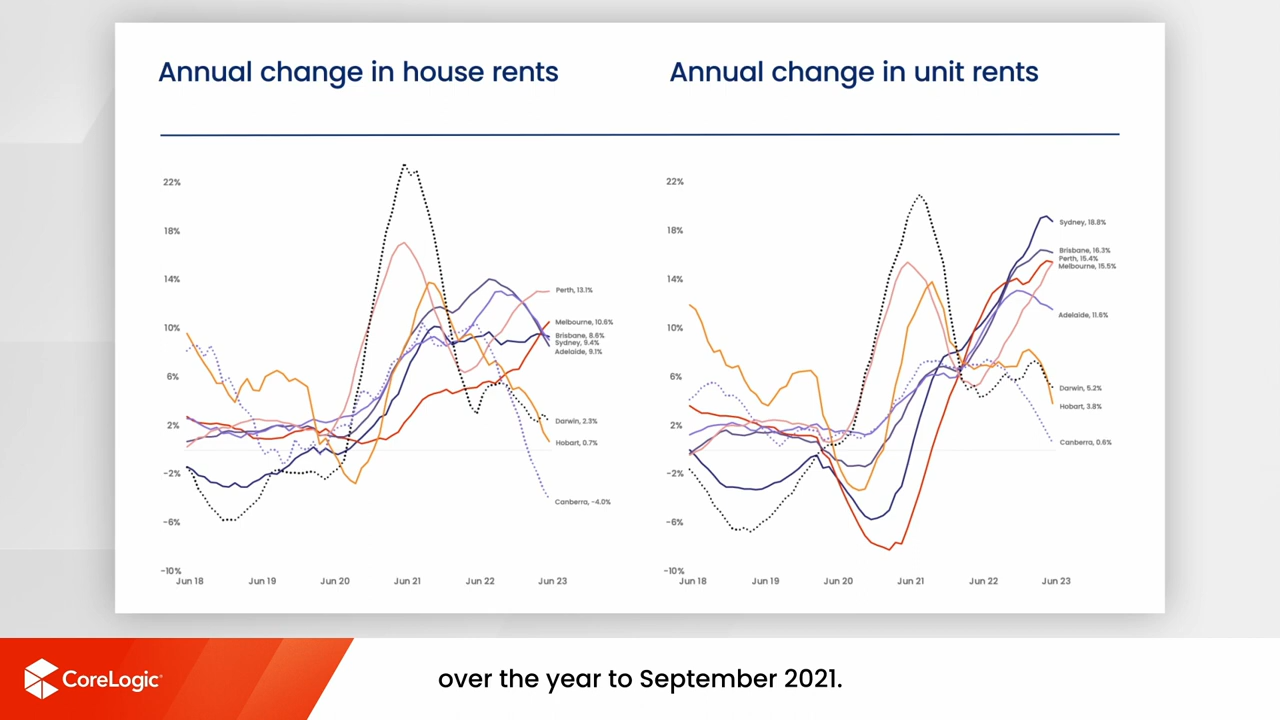 Annual change in house rents
Annual change in unit rents
22%
18%
14%
10%
6%
2%
-2%
-6%
-10%
Jun 18
Jun 19
Jun 20
Jun 21
Jun 22
Jun 23
Perth, 13.1%
Melbourne, 10.6%
Brisbane, 8.6%
Sydney, 9.4%
Adelaide, 9.1%
Darwin, 2.3%
Hobart, 0.7%
Canberra, -4.0%
22%
18%
14%
10%
6%
2%
-2%
-6%
-10%
Jun 18
Jun 19
Jun 20
Jun 21
Jun 22
Jun 23
Sydney, 18.8%
Brisbane, 16.3%
Perth, 15.4%
Melbourne, 15.5%
Adelaide, 11.6%
Darwin, 5.2%
Hobart, 3.8%
Canberra, 0.6%
CoreLogic
over the year to September 2021.